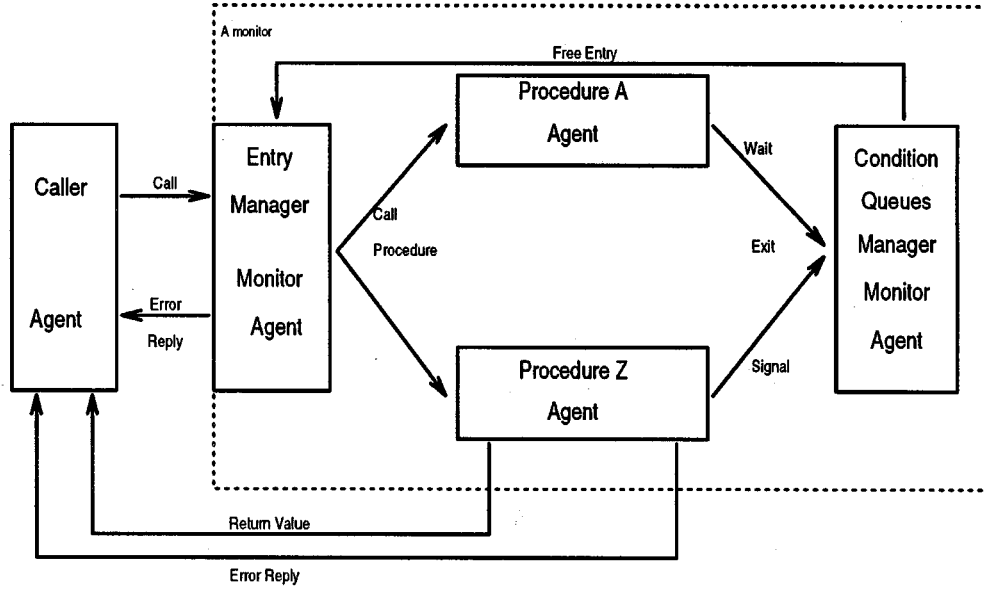 A monitor
Free Entry
Procedure A
Agent
Caller
Agent
Call
Error
Reply
Entry
Manager
Monitor
Agent
Call
Procedure
Wait
Exit
Signal
Condition
Queues
Manager
Monitor
Agent
Procedure Z
Agent
Return Value
Error Reply